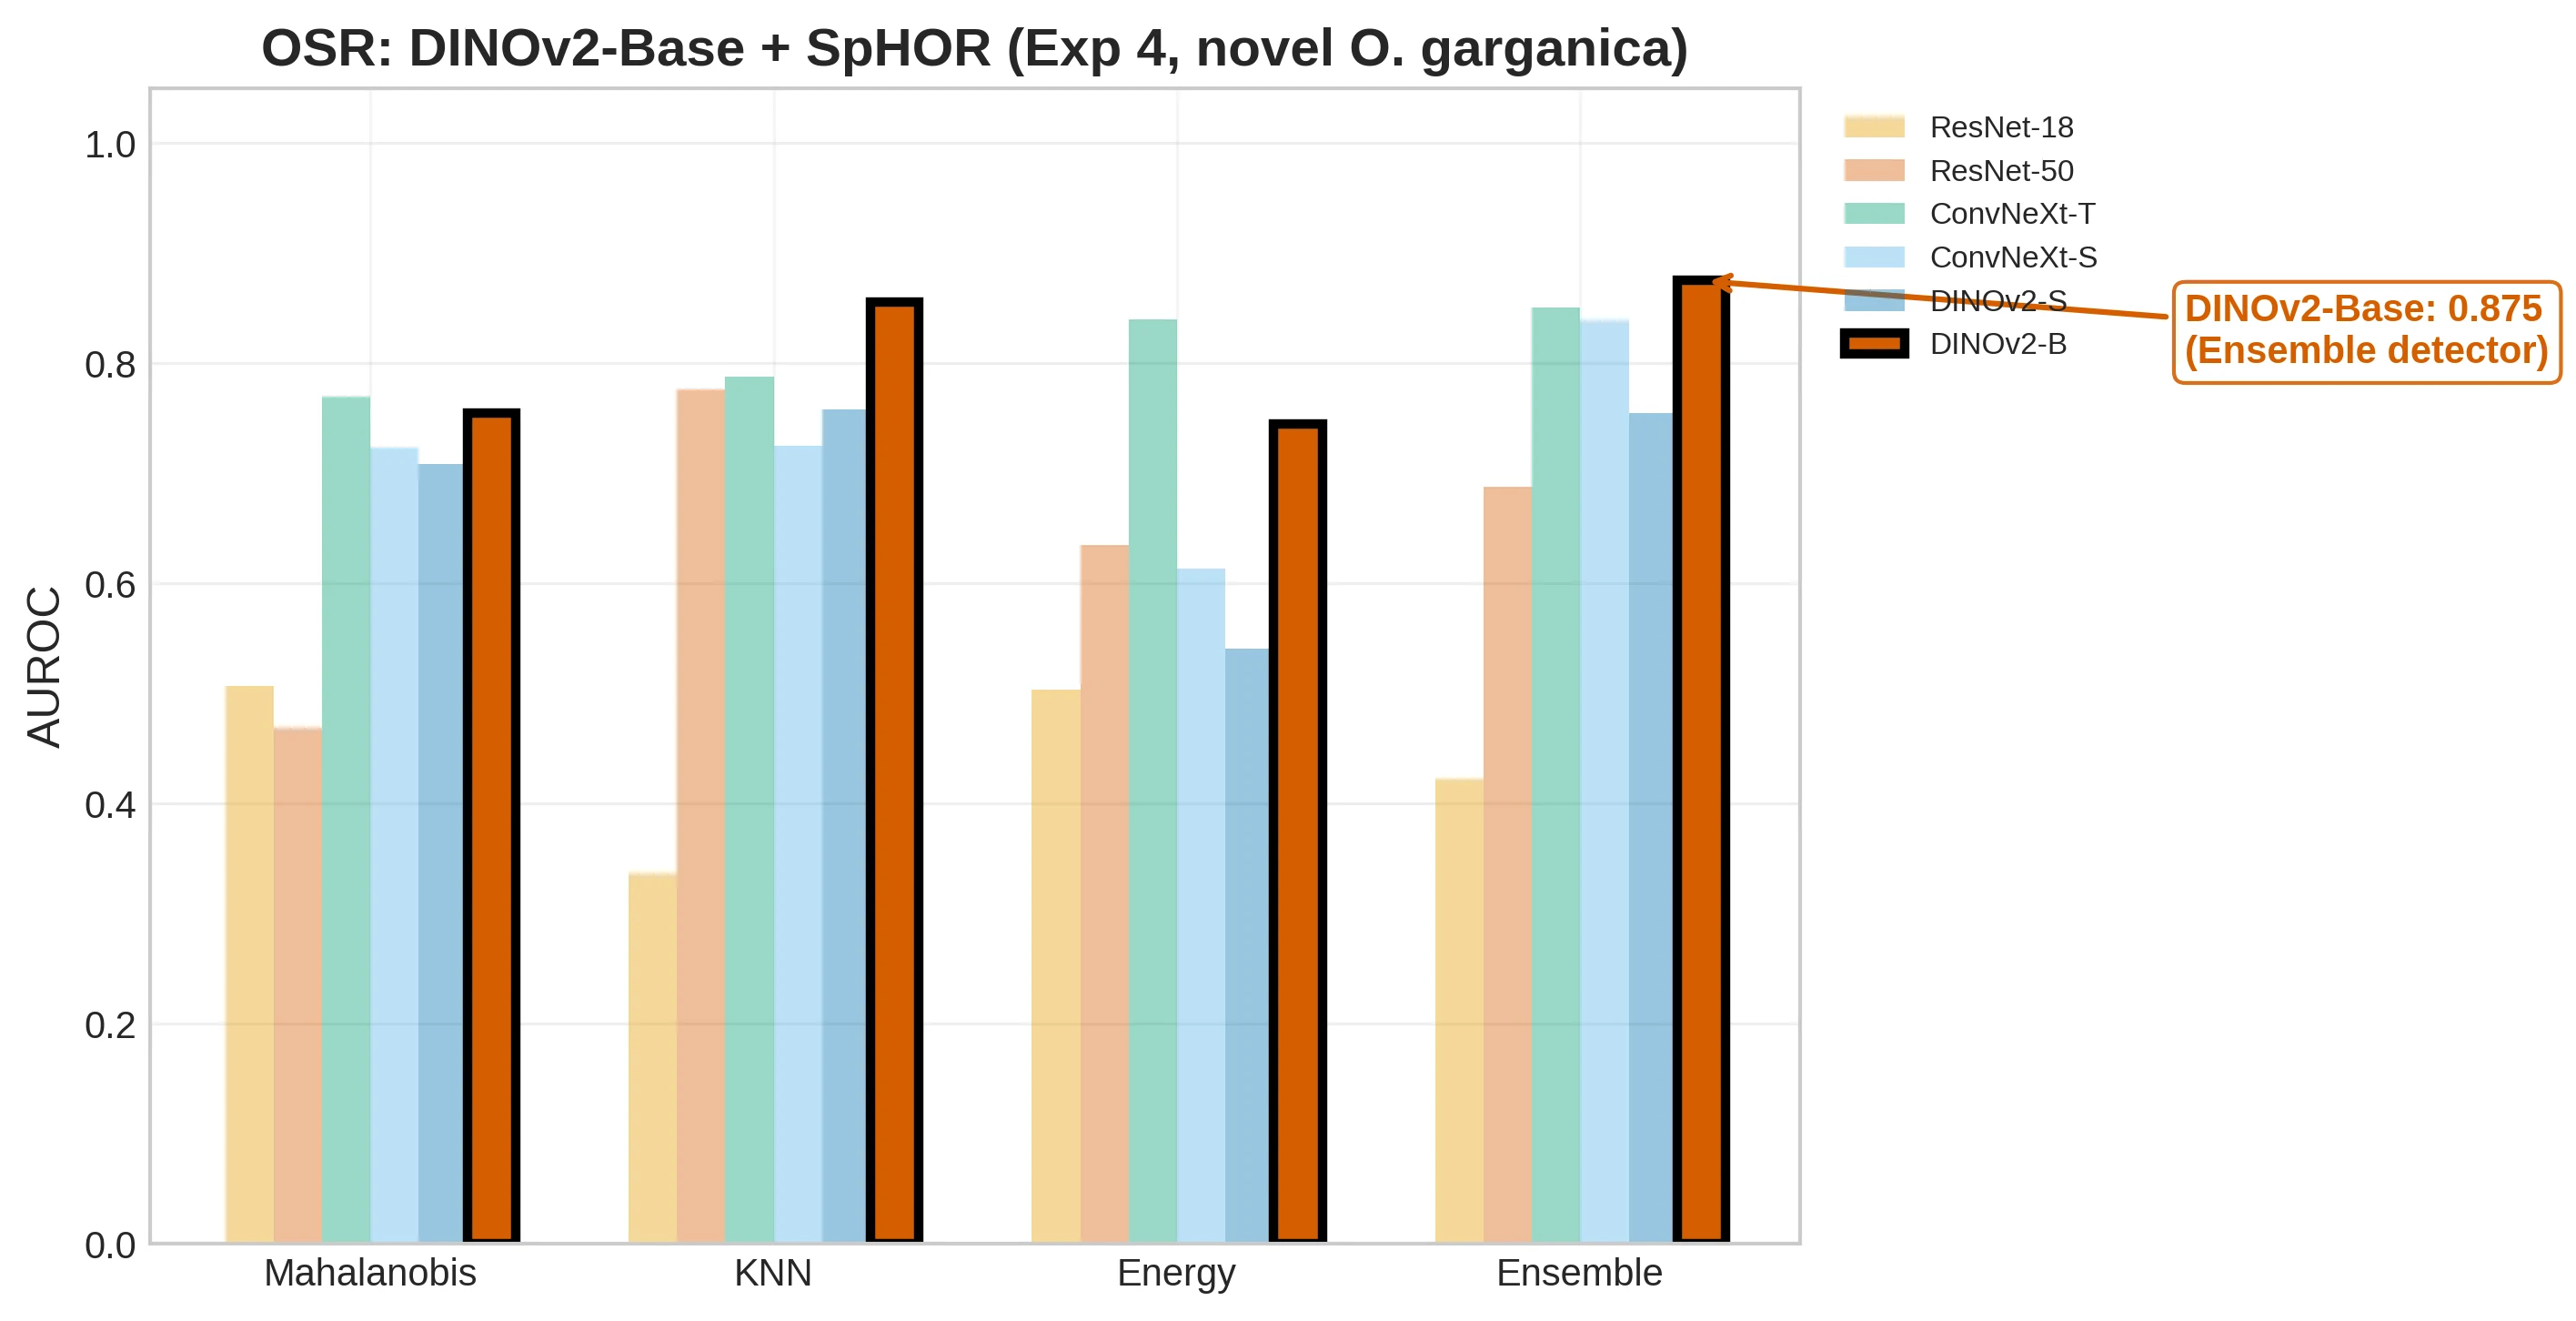 OSR: DINOv2-Base + SpHOR (Exp 4, novel O. garganica)
AUROC
1.0
0.8
0.6
0.4
0.2
0.0
Mahalanobis
KNN
Energy
Ensemble
ResNet-18
ResNet-50
ConvNeXt-T
ConvNeXt-S
DINOv2-S
DINOv2-B
DINOv2-Base: 0.875
(Ensemble detector)